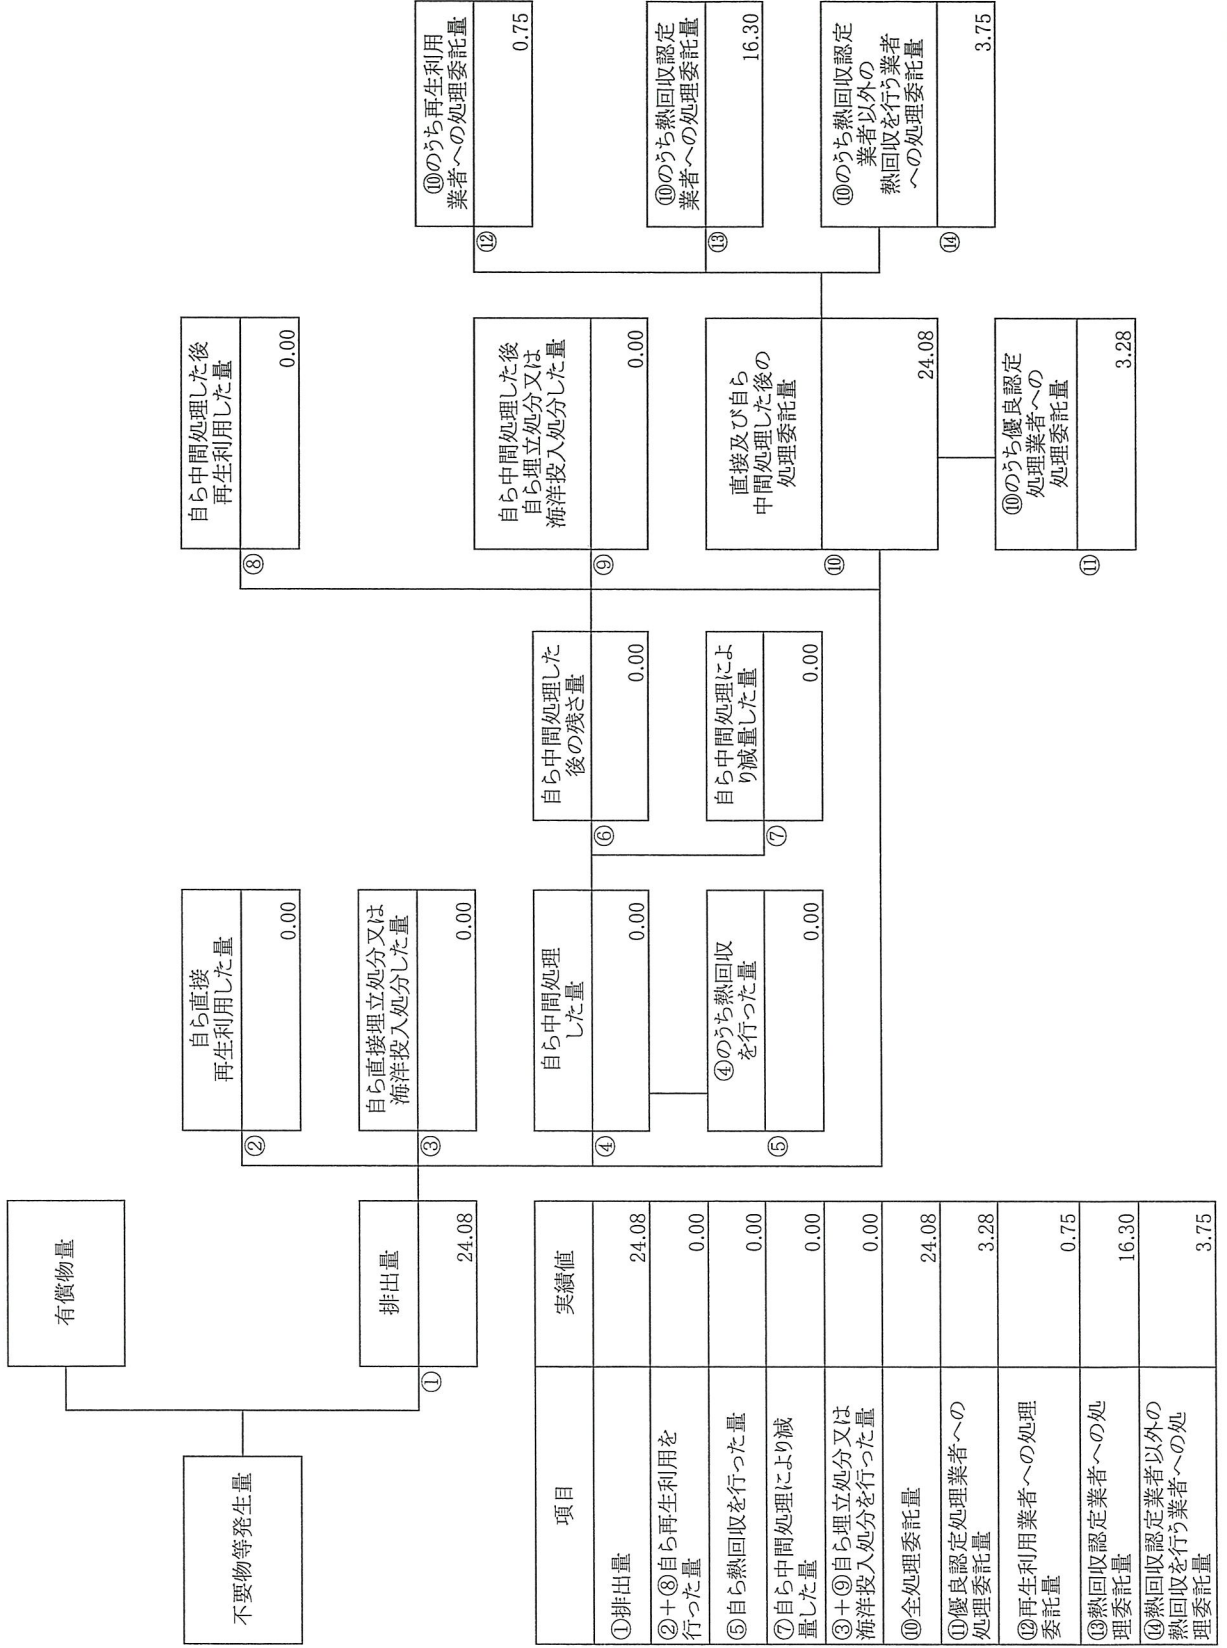 不要物等発生量
有償物量
①
排出量
24.08
②
自ら直接
再生利用した量
0.00
③
自ら直接埋立処分又は
海洋投入処分した量
0.00
④
自ら中間処理
した量
0.00
⑤
④のうち熱回収
を行った量
0.00
⑥
自ら中間処理した
後の残さ量
0.00
⑦
自ら中間処理によ
り減量した量
0.00
⑧
自ら中間処理した後
再生利用した量
0.00
⑨
自ら中間処理した後
自ら埋立処分又は
海洋投入処分した量
0.00
⑩
直接及び自ら
中間処理した後の
処理委託量
24.08
⑪
⑩のうち優良認定
処理業者への
処理委託量
3.28
⑫
⑩のうち再生利用
業者への処理委託量
0.75
⑬
⑩のうち熱回収認定
業者への処理委託量
16.30
⑭
⑩のうち熱回収認定
業者以外の
熱回収を行う業者
への処理委託量
3.75
項目 実績値
①排出量 24.08
②+⑧自ら再生利用を
行った量 0.00
⑤自ら熱回収を行った量 0.00
⑦自ら中間処理により減
量した量 0.00
③+⑨自ら埋立処分又は
海洋投入処分を行った量 0.00
⑩全処理委託量 24.08
⑪優良認定処理業者への
処理委託量 3.28
⑫再生利用業者への処理
委託量 0.75
⑬熱回収認定業者への処
理委託量 16.30
⑭熱回収認定業者以外の
熱回収を行う業者への処
理委託量 3.75